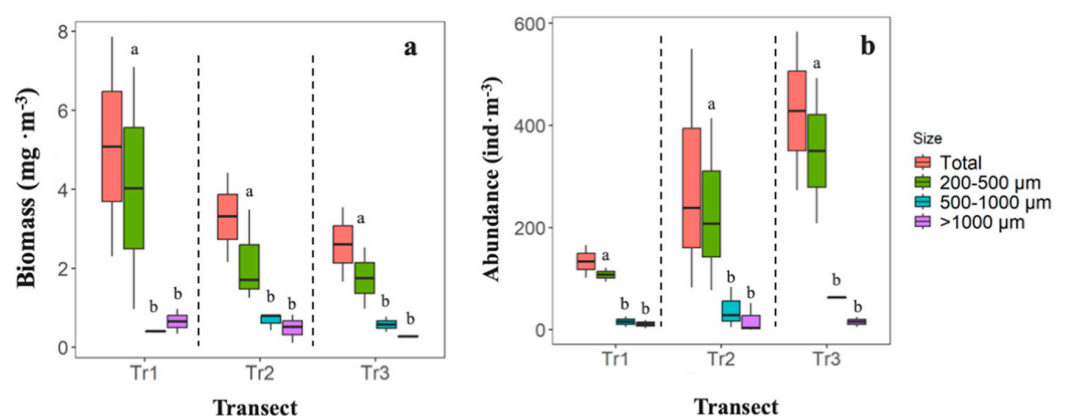 a
Biomass (mg ·m-3)
8
6
4
2
0
a
b
b
a
b
b
a
b
b
Tr1
Tr2
Tr3
Transect
b
Abundance (ind·m-3)
600
400
200
0
a
b
b
a
b
b
a
b
b
Tr1
Tr2
Tr3
Transect
Size
Total
200-500 µm
500-1000 µm
>1000 µm